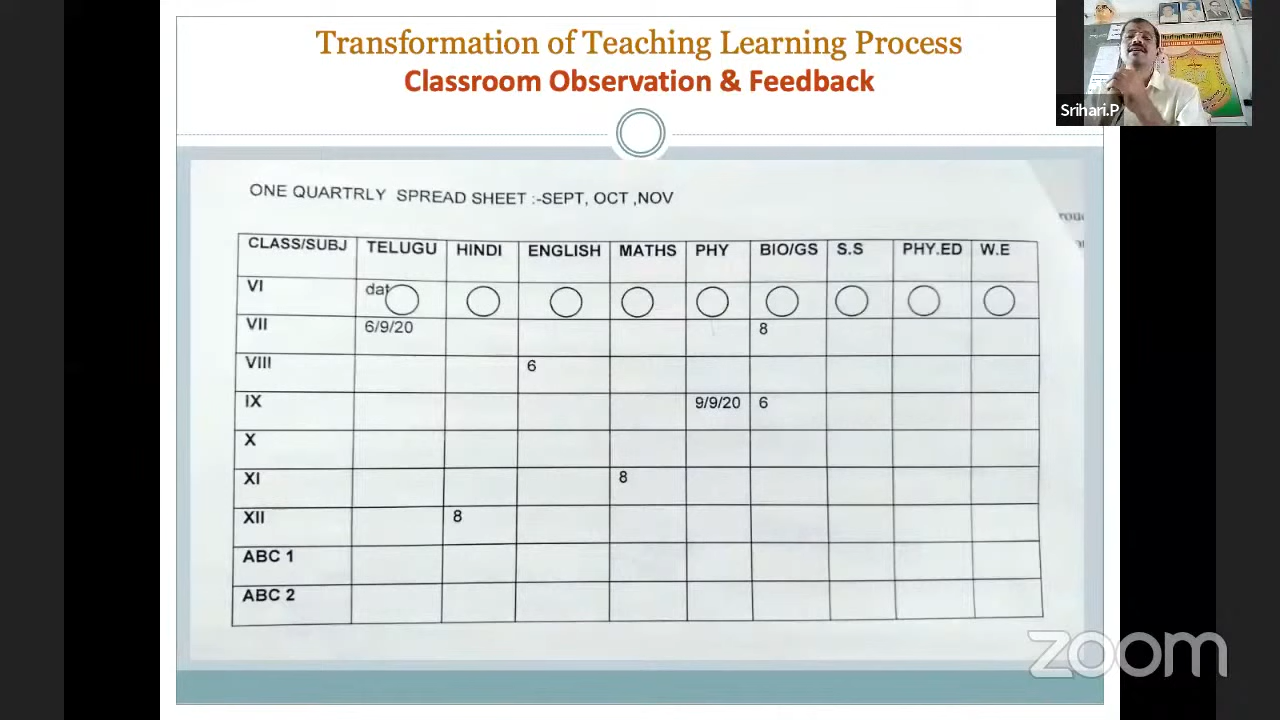 Transformation of Teaching Learning Process
Classroom Observation & Feedback
Srihari.P
ONE QUARTRLY SPREAD SHEET :-SEPT, OCT ,NOV
CLASS/SUBJ TELUGU HINDI ENGLISH MATHS PHY BIO/GS S.S PHY.ED W.E
VI
VII 6/9/20 8
VIII 6
IX 9/9/20 6
X
XI 8
XII 8
ABC 1
ABC 2
zoom